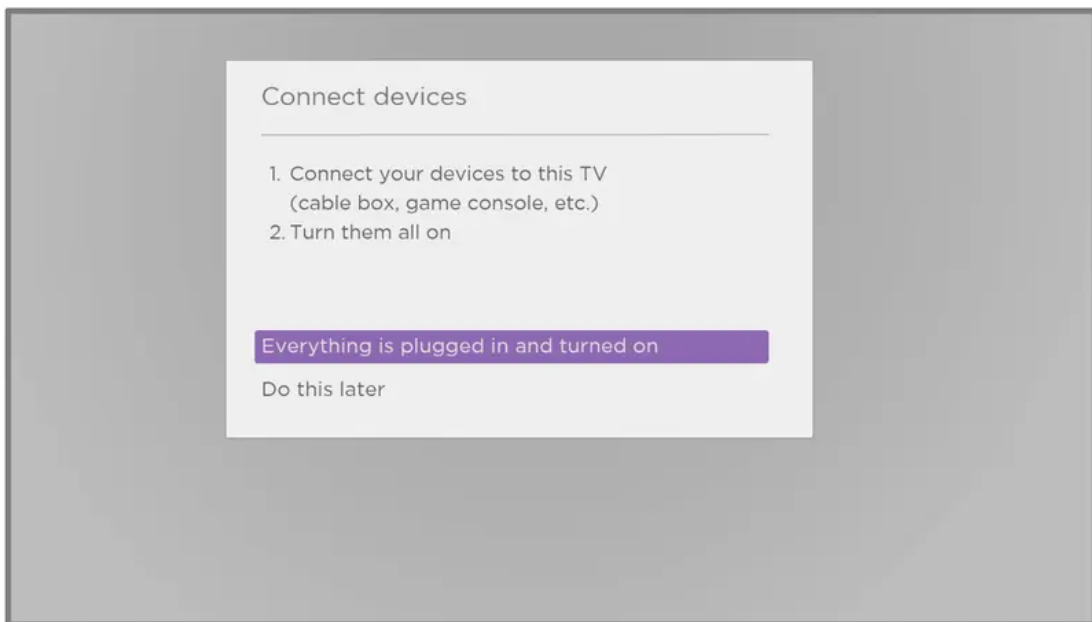 Connect devices
1. Connect your devices to this TV
(cable box, game console, etc.)
2. Turn them all on
Everything is plugged in and turned on
Do this later